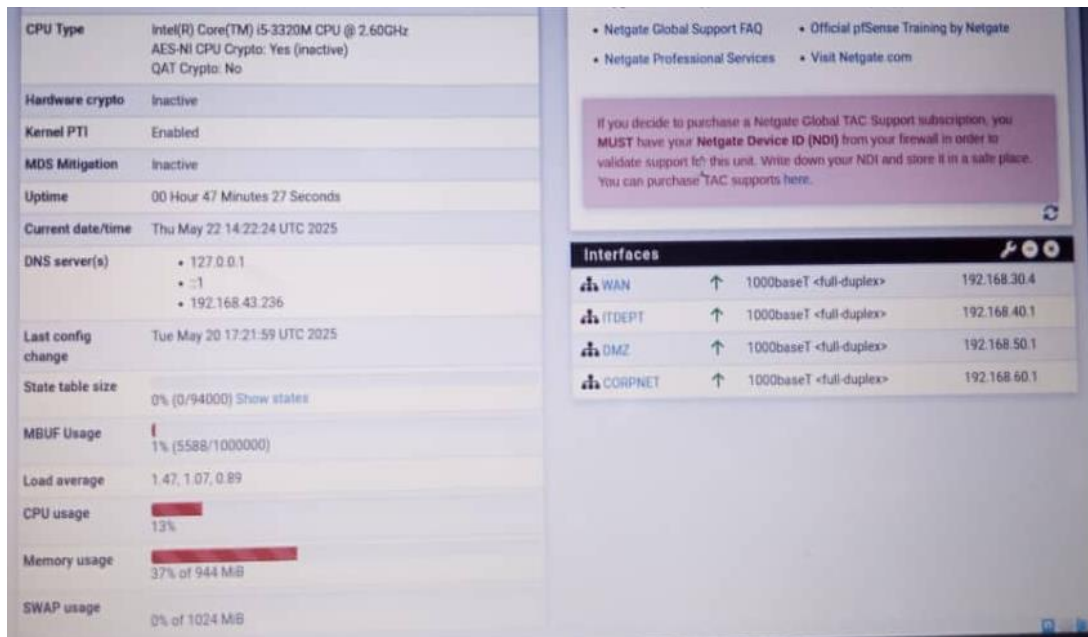 CPU Type
Intel(R) Core(TM) i5-3320M CPU @ 2.60GHz
AES-NI CPU Crypto: Yes (inactive)
QAT Crypto: No
Hardware crypto Inactive
Kernel PTI Enabled
MDS Mitigation Inactive
Uptime 00 Hour 47 Minutes 27 Seconds
Current date/time Thu May 22 14:22:24 UTC 2025
DNS server(s)
• 127.0.0.1
• ::1
• 192.168.43.236
Last config change
Tue May 20 17:21:59 UTC 2025
State table size
0% (0/94000) Show states
MBUF Usage
1% (5588/1000000)
Load average 1.47, 1.07, 0.89
CPU usage
13%
Memory usage
37% of 944 MiB
SWAP usage
0% of 1024 MiB
• Netgate Global Support FAQ • Official pfSense Training by Netgate
• Netgate Professional Services • Visit Netgate.com
If you decide to purchase a Netgate Global TAC Support subscription, you
MUST have your Netgate Device ID (NDI) from your firewall in order to
validate support for this unit. Write down your NDI and store it in a safe place.
You can purchase TAC supports here.
Interfaces
WAN 1000baseT <full-duplex> 192.168.30.4
ITDEPT 1000baseT <full-duplex> 192.168.40.1
DMZ 1000baseT <full-duplex> 192.168.50.1
CORPNET 1000baseT <full-duplex> 192.168.60.1